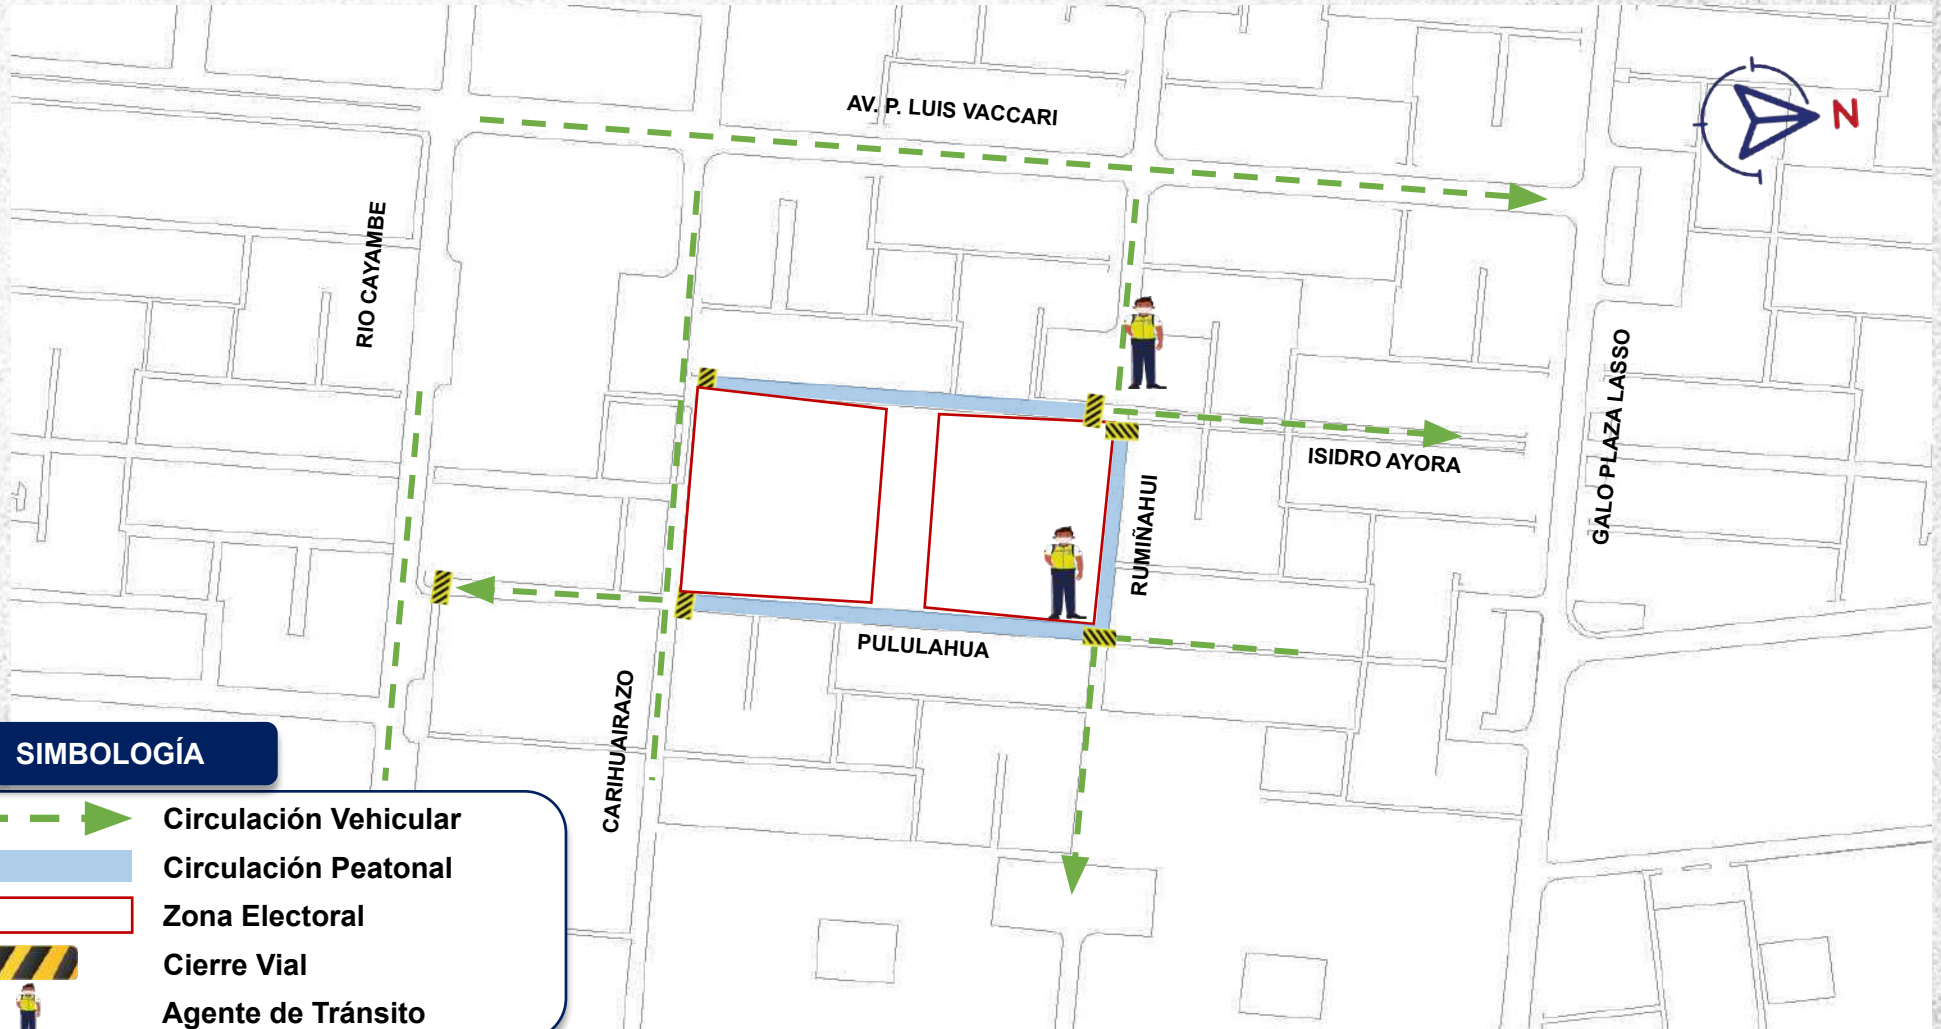 AV. P. LUIS VACCARI
N
RIO CAYAMBE
GALO PLAZA LASSO
ISIDRO AYORA
RUMIÑAHUI
PULULAHUA
CARIHUAIRAZO
SIMBOLOGÍA
Circulación Vehicular
Circulación Peatonal
Zona Electoral
Cierre Vial
Agente de Tránsito